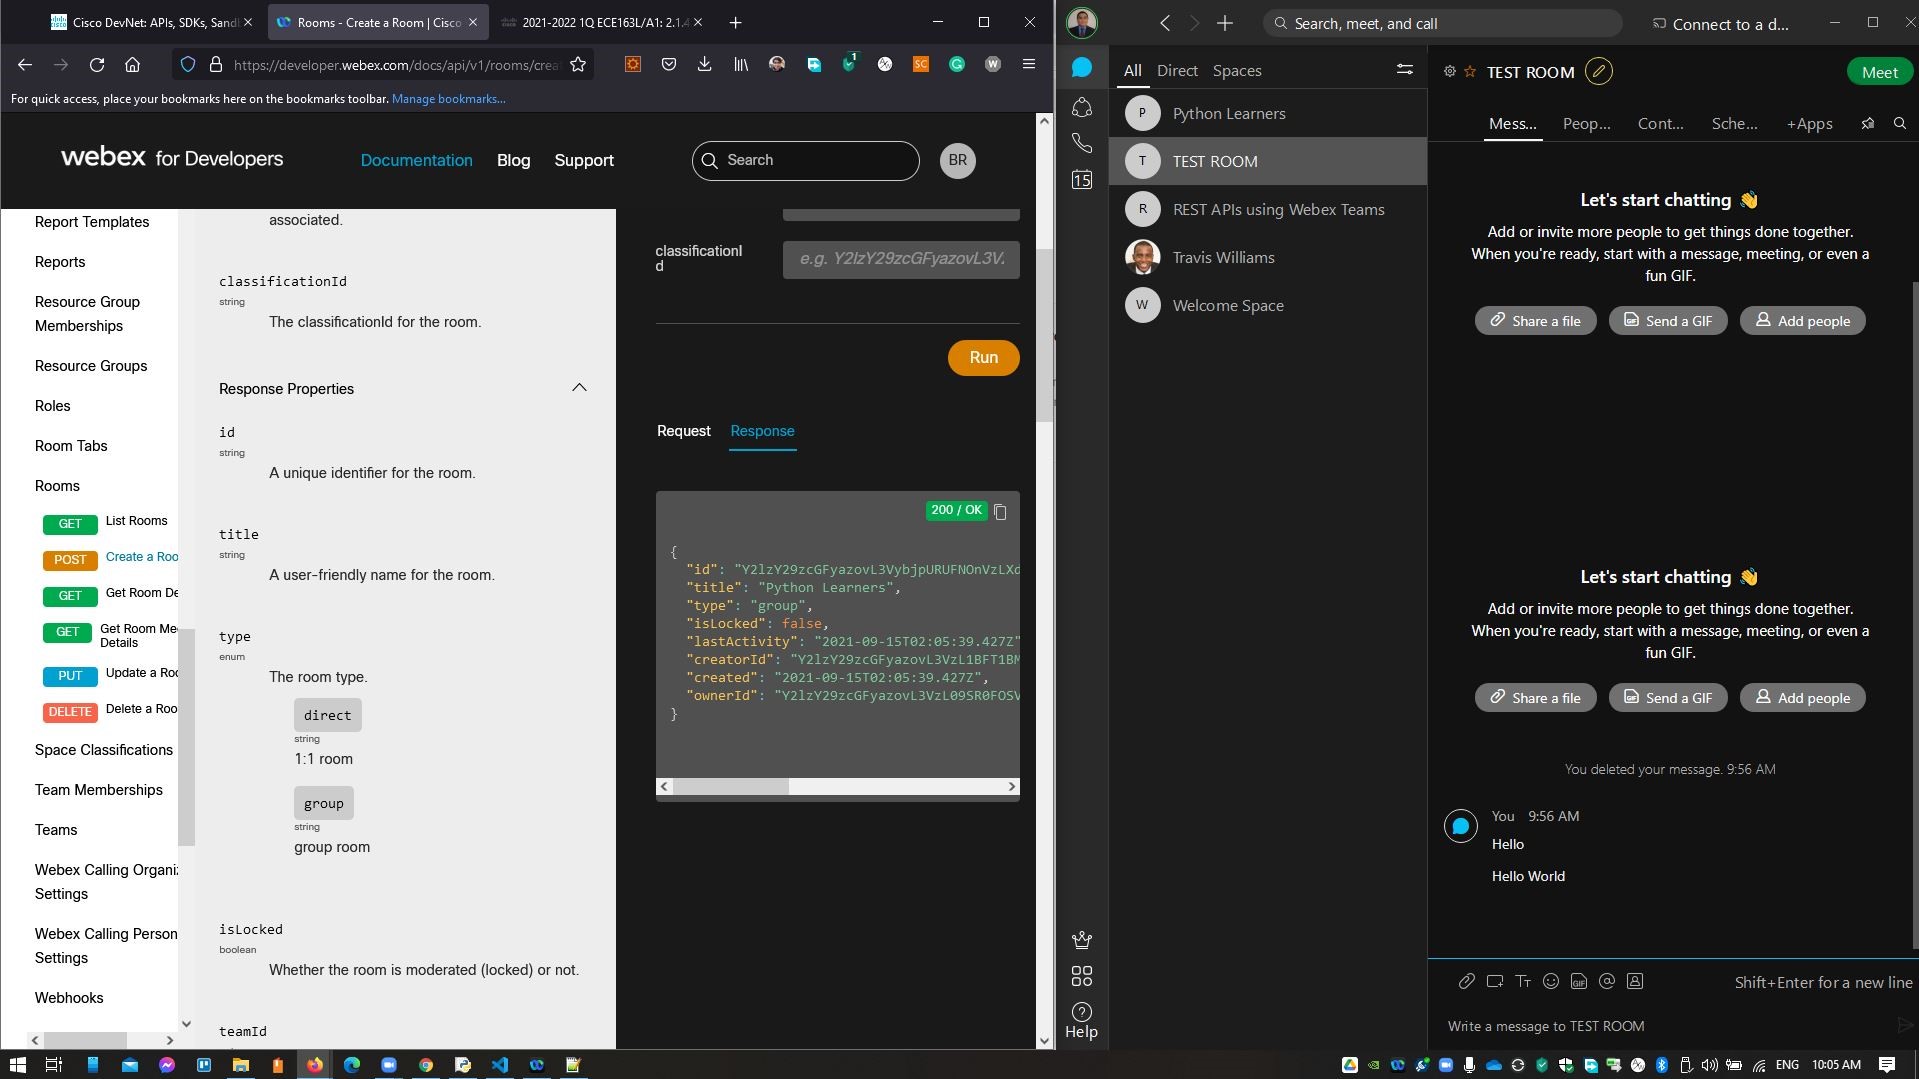 Cisco DevNet: APIs, SDKs, Sand
Rooms - Create a Room | Cisco
2021-2022 1Q ECE163L/A1: 2.1.4
https://developer.webex.com/docs/api/v1/rooms/crea
For quick access, place your bookmarks here on the bookmarks toolbar. Manage bookmarks...
webex for Developers
Documentation
Blog
Support
Search
BR
Report Templates
Reports
Resource Group
Memberships
Resource Groups
Roles
Room Tabs
Rooms
GET List Rooms
POST Create a Roo
GET Get Room De
GET Get Room Me
Details
PUT Update a Roo
DELETE Delete a Roo
Space Classifications
Team Memberships
Teams
Webex Calling Organi
Settings
Webex Calling Person
Settings
Webhooks
associated.
classificationId
string
The classificationId for the room.
Response Properties
id
string
A unique identifier for the room.
title
string
A user-friendly name for the room.
type
enum
The room type.
direct
string
1:1 room
group
string
group room
isLocked
boolean
Whether the room is moderated (locked) or not.
teamId
classificationI
d
e.g. Y2lzY29zcGFyazovL3V.
Run
Request
Response
200 / OK
{
"id": "Y2lzY29zcGFyazovL3VybjpURUFNOnVzLXd
"title": "Python Learners",
"type": "group",
"isLocked": false,
"lastActivity": "2021-09-15T02:05:39.427Z"
"creatorId": "Y2lzY29zcGFyazovL3VzL1BFT1BM
"created": "2021-09-15T02:05:39.427Z",
"ownerId": "Y2lzY29zcGFyazovL3VzL09SR0FOSV
}
Search, meet, and call
Connect to a d...
All
Direct
Spaces
15
P Python Learners
T TEST ROOM
R REST APIs using Webex Teams
Travis Williams
W Welcome Space
Help
TEST ROOM
Meet
Mess...
Peop...
Cont...
Sche...
+Apps
Let's start chatting 👋
Add or invite more people to get things done together.
When you're ready, start with a message, meeting, or even a
fun GIF.
Share a file
GIF Send a GIF
Add people
Let's start chatting 👋
Add or invite more people to get things done together.
When you're ready, start with a message, meeting, or even a
fun GIF.
Share a file
GIF Send a GIF
Add people
You deleted your message. 9:56 AM
You 9:56 AM
Hello
Hello World
Shift+Enter for a new line
Write a message to TEST ROOM
ENG
10:05 AM